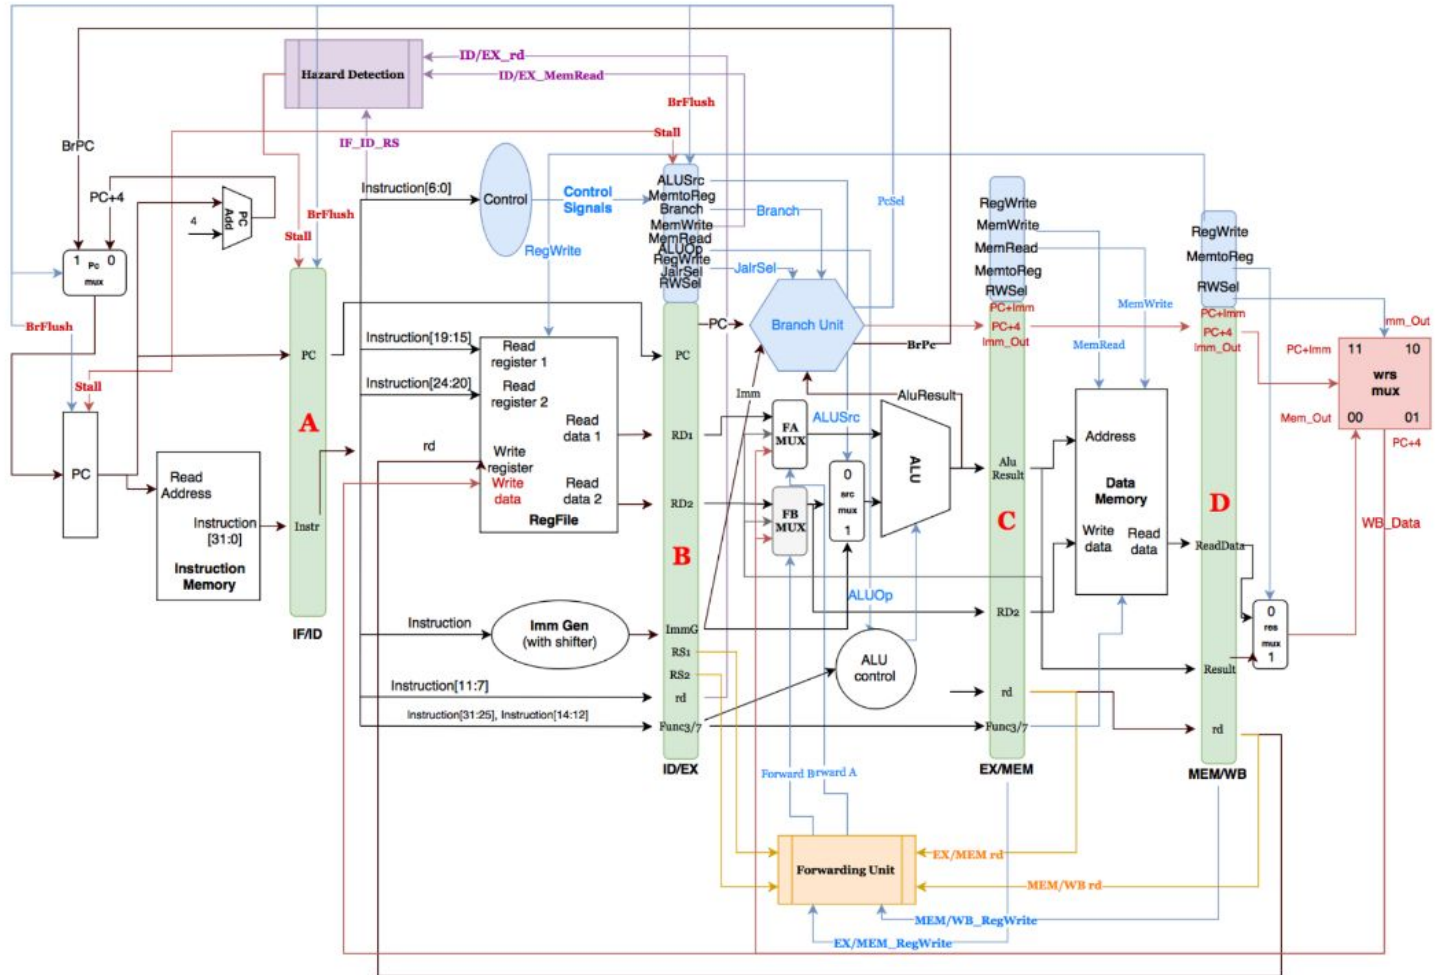 Hazard Detection
ID/EX_rd
ID/EX_MemRead
BrFlush
Stall
IF_ID_RS
BrPC
PC+4
4
PC Add
BrFlush
Stall
1 0
Pc
mux
BrFlush
Stall
PC
Read
Address
Instruction
[31:0]
Instruction
Memory
PC
A
Instr
IF/ID
Instruction[6:0]
Control
Control
Signals
RegWrite
Instruction[19:15]
Instruction[24:20]
rd
Read
register 1
Read
register 2
Read
data 1
Write
register
Write
data
Read
data 2
RegFile
Instruction
Imm Gen
(with shifter)
Instruction[11:7]
Instruction[31:25], Instruction[14:12]
ALUSrc
MemtoReg
Branch
MemWrite
MemRead
ALUOp
RegWrite
JalrSel
RWSel
PC
RD1
RD2
B
ImmG
RS1
RS2
rd
Func3/7
ID/EX
Branch
JalrSel
PcSel
PC
Branch Unit
BrPc
Imm
FA
MUX
ALUSrc
AluResult
FB
MUX
0
src
mux
1
ALU
ALUOp
ALU
control
Forward B
rward A
Forwarding Unit
EX/MEM rd
MEM/WB rd
MEM/WB_RegWrite
EX/MEM_RegWrite
RegWrite
MemWrite
MemRead
MemtoReg
RWSel
PC+Imm
PC+4
Imm_Out
Alu
Result
C
RD2
rd
Func3/7
EX/MEM
MemWrite
MemRead
Address
Data
Memory
Write
data
Read
data
RegWrite
MemtoReg
RWSel
PC+Imm
PC+4
Imm_Out
D
ReadData
Result
rd
MEM/WB
0
res
mux
1
mm_Out
PC+Imm
11 10
wrs
mux
Mem_Out
00 01
PC+4
WB_Data